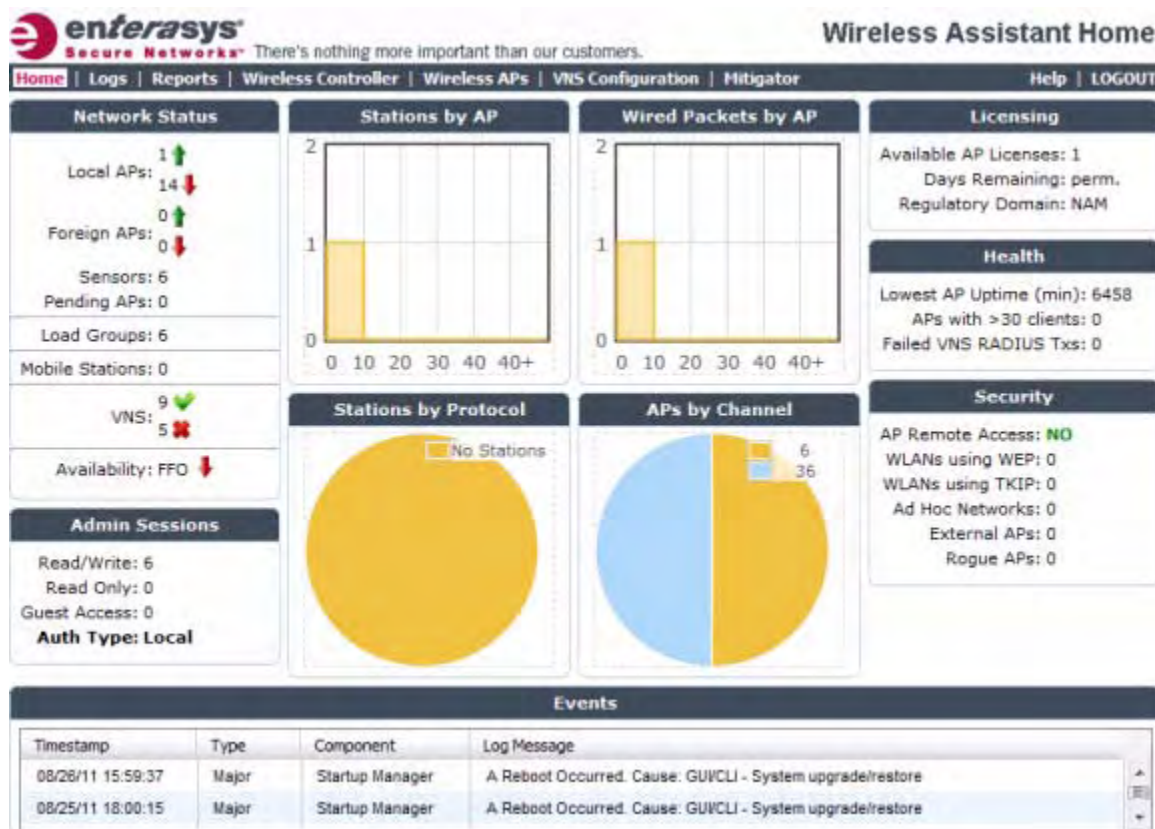 enterasys
Secure Networks™ There's nothing more important than our customers.
Wireless Assistant Home
Home | Logs | Reports | Wireless Controller | Wireless APs | VNS Configuration | Mitigator
Help | LOGOUT
Network Status
Local APs: 1
14
Foreign APs: 0
0
Sensors: 6
Pending APs: 0
Load Groups: 6
Mobile Stations: 0
VNS: 9
5
Availability: FFO
Admin Sessions
Read/Write: 6
Read Only: 0
Guest Access: 0
Auth Type: Local
Stations by AP
2
1
0
0 10 20 30 40 40+
Wired Packets by AP
2
1
0
0 10 20 30 40 40+
Stations by Protocol
No Stations
APs by Channel
6
36
Licensing
Available AP Licenses: 1
Days Remaining: perm.
Regulatory Domain: NAM
Health
Lowest AP Uptime (min): 6458
APs with >30 clients: 0
Failed VNS RADIUS Txs: 0
Security
AP Remote Access: NO
WLANs using WEP: 0
WLANs using TKIP: 0
Ad Hoc Networks: 0
External APs: 0
Rogue APs: 0
Events
Timestamp Type Component Log Message
08/26/11 15:59:37 Major Startup Manager A Reboot Occurred. Cause: GUI/CLI - System upgrade/restore
08/25/11 18:00:15 Major Startup Manager A Reboot Occurred. Cause: GUI/CLI - System upgrade/restore